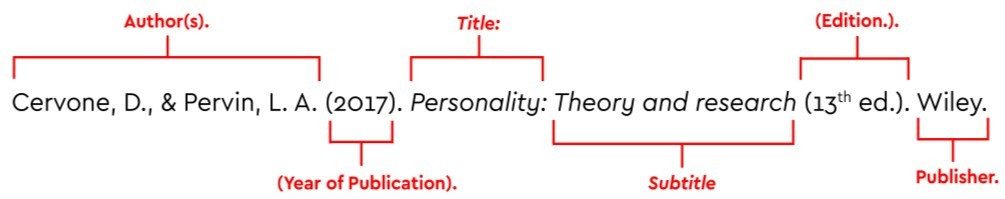 Author(s). Title: (Edition.).
Cervone, D., & Pervin, L. A. (2017). Personality: Theory and research (13th ed.). Wiley.
(Year of Publication). Subtitle Publisher.